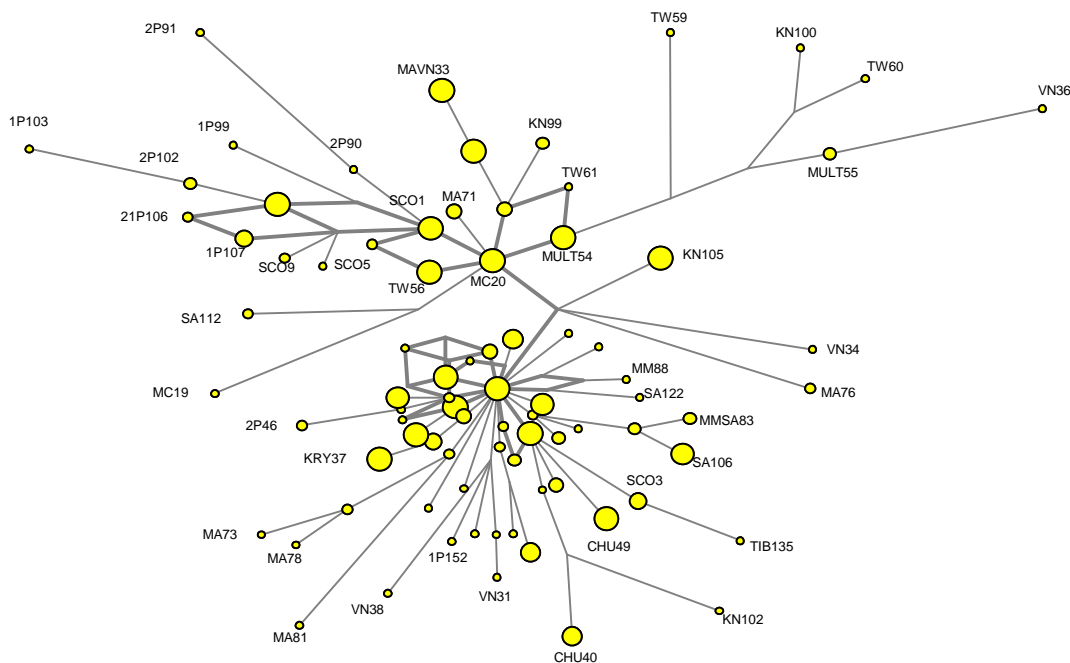 2P91
TW59
KN100
TW60
MAVN33
VN36
1P103
1P99
2P102
2P90
KN99
MULT55
TW61
SCO1
MA71
21P106
1P107
SCO9
SCO5
TW56
MC20
MULT54
KN105
SA112
VN34
MC19
MM88
SA122
MA76
2P46
MMSA83
KRY37
SA106
SCO3
MA73
MA78
1P152
CHU49
TIB135
VN38
VN31
MA81
KN102
CHU40